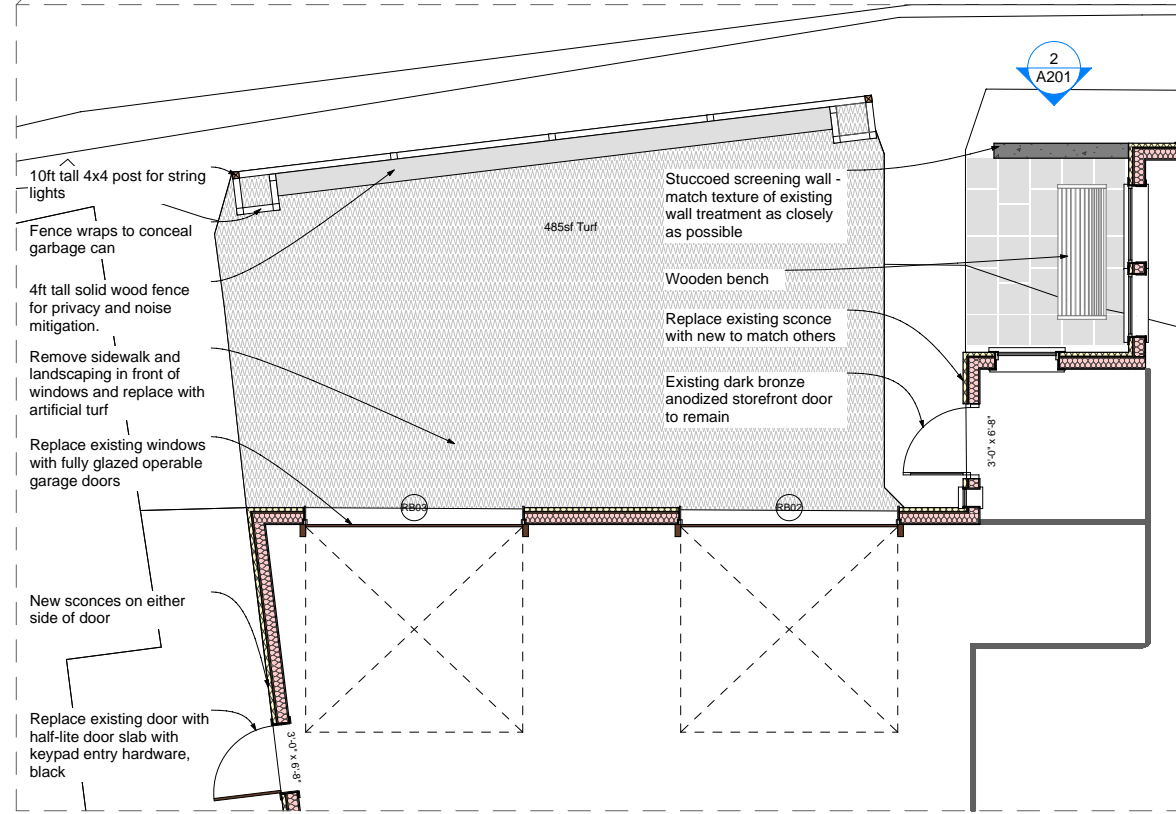 2
A201
10ft tall 4x4 post for string
lights
Fence wraps to conceal
garbage can
4ft tall solid wood fence
for privacy and noise
mitigation.
Remove sidewalk and
landscaping in front of
windows and replace with
artificial turf
Replace existing windows
with fully glazed operable
garage doors
New sconces on either
side of door
Replace existing door with
half-lite door slab with
keypad entry hardware,
black
485sf Turf
Stuccoed screening wall -
match texture of existing
wall treatment as closely
as possible
Wooden bench
Replace existing sconce
with new to match others
Existing dark bronze
anodized storefront door
to remain
3'-0" x 6'-8"
RB03
RB02
3'-0" x 6'-8"